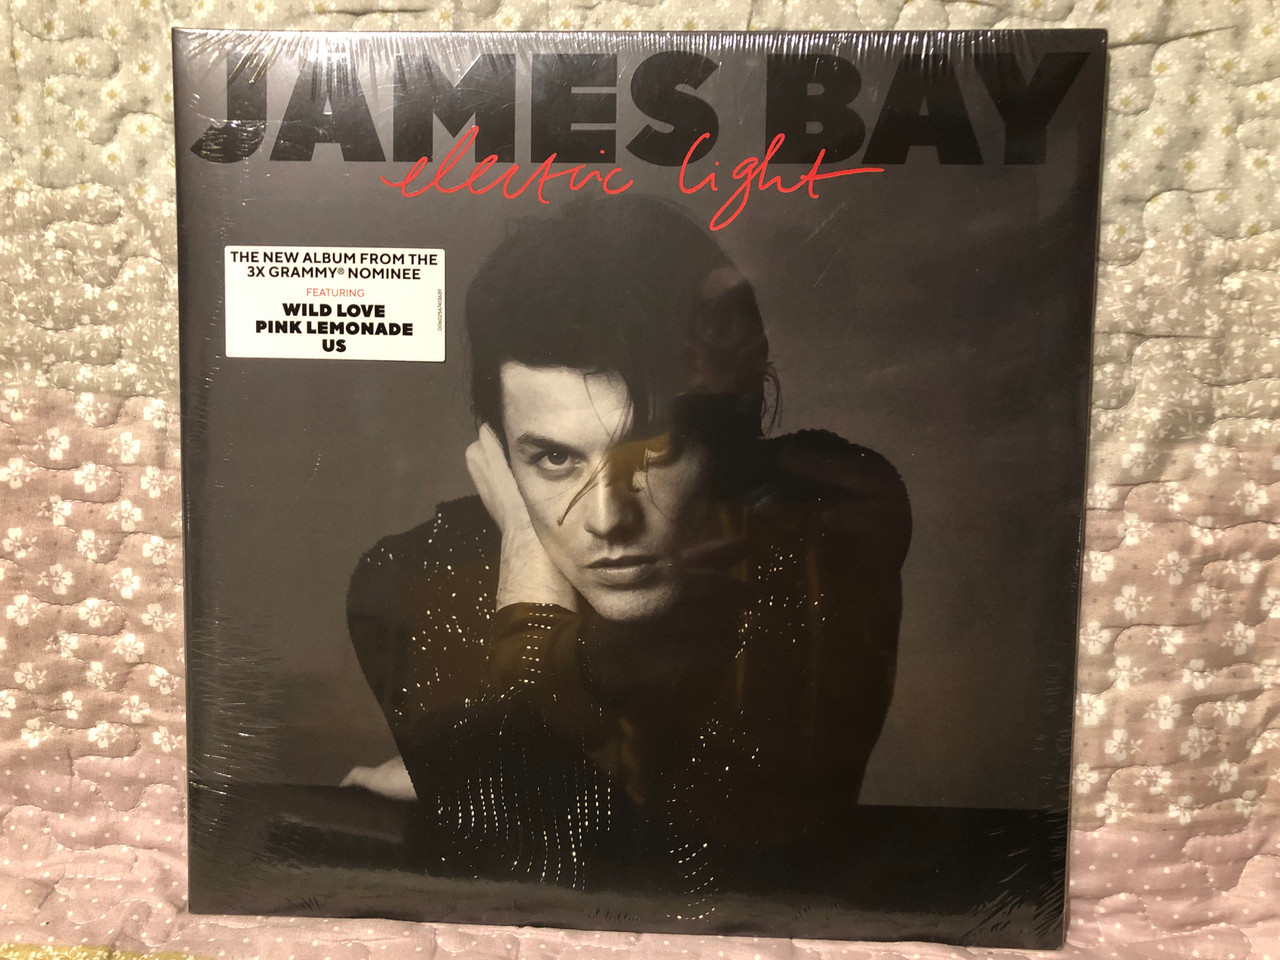 JAMES BAY
electric light
THE NEW ALBUM FROM THE
3X GRAMMY® NOMINEE
FEATURING
WILD LOVE
PINK LEMONADE
US